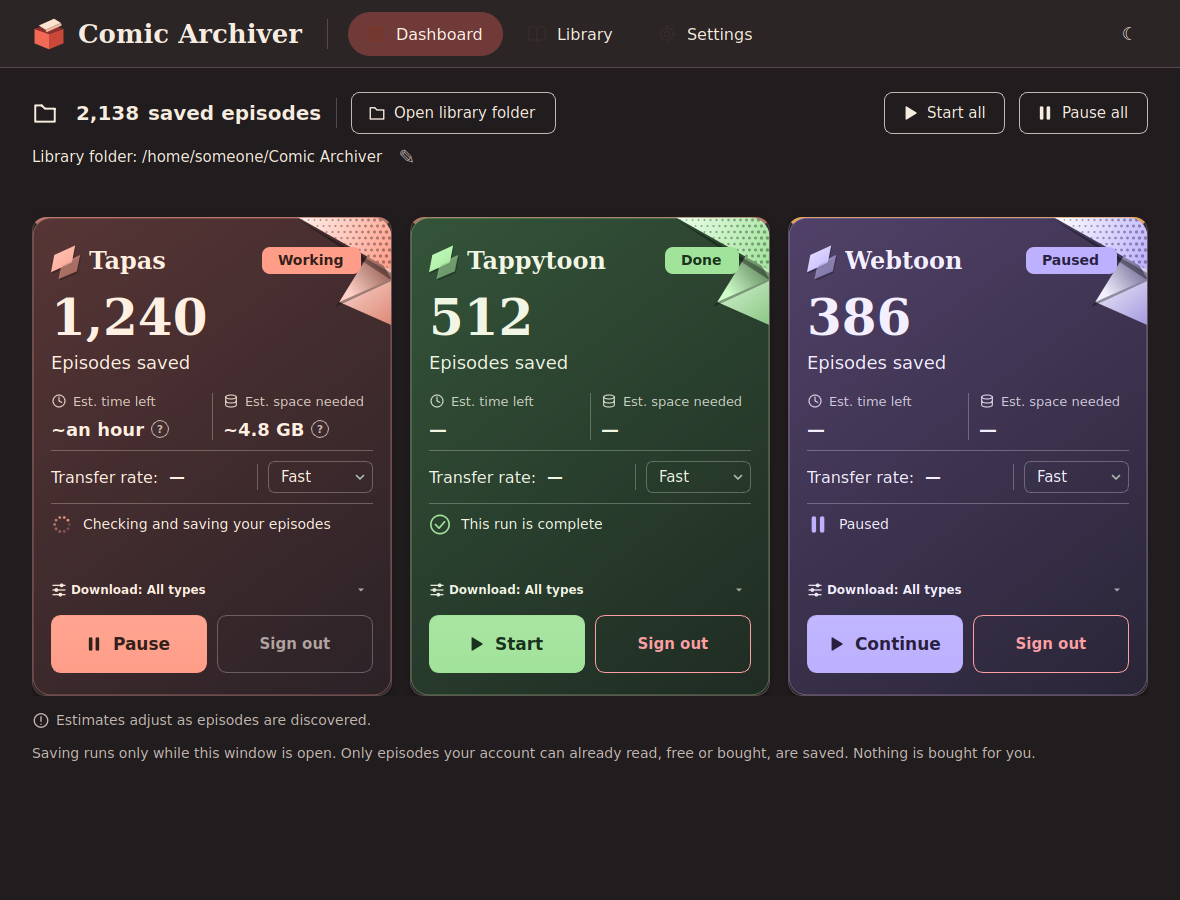 Comic Archiver Dashboard Library Settings
2,138 saved episodes Open library folder Start all Pause all
Library folder: /home/someone/Comic Archiver
Tapas Working
1,240
Episodes saved
Est. time left Est. space needed
~an hour ? ~4.8 GB ?
Transfer rate: — Fast
Checking and saving your episodes
Download: All types
Pause Sign out
Tappytoon Done
512
Episodes saved
Est. time left Est. space needed
— —
Transfer rate: — Fast
This run is complete
Download: All types
Start Sign out
Webtoon Paused
386
Episodes saved
Est. time left Est. space needed
— —
Transfer rate: — Fast
Paused
Download: All types
Continue Sign out
Estimates adjust as episodes are discovered.
Saving runs only while this window is open. Only episodes your account can already read, free or bought, are saved. Nothing is bought for you.